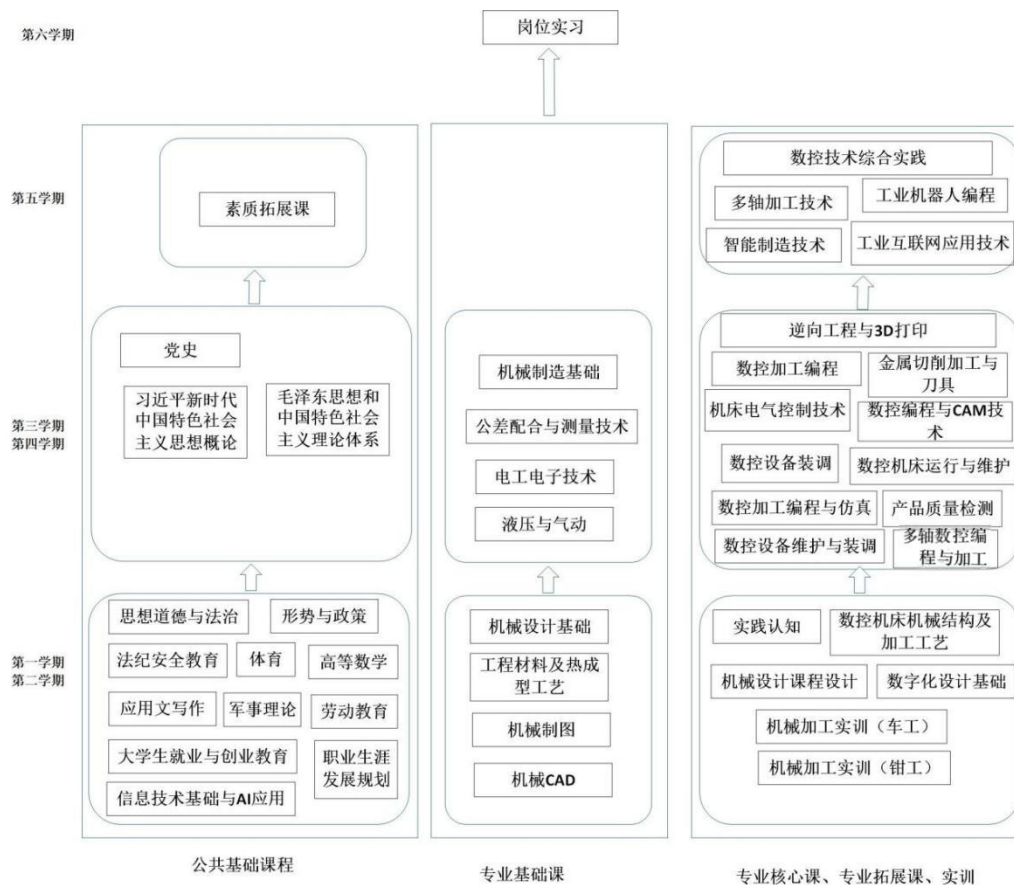 第六学期
岗位实习
第五学期
素质拓展课
数控技术综合实践
多轴加工技术
工业机器人编程
智能制造技术
工业互联网应用技术
第三学期
第四学期
党史
习近平新时代
中国特色社会
主义思想概论
毛泽东思想和
中国特色社会
主义理论体系
机械制造基础
公差配合与测量技术
电工电子技术
液压与气动
逆向工程与3D打印
数控加工编程
金属切削加工与
刀具
机床电气控制技术
数控编程与CAM技
术
数控设备装调
数控机床运行与维护
数控加工编程与仿真
产品质量检测
数控设备维护与装调
多轴数控编
程与加工
第一学期
第二学期
思想道德与法治
形势与政策
法纪安全教育
体育
高等数学
应用文写作
军事理论
劳动教育
大学生就业与创业教育
职业生涯
发展规划
信息技术基础与AI应用
机械设计基础
工程材料及热成
型工艺
机械制图
机械CAD
实践认知
数控机床机械结构及
加工工艺
机械设计课程设计
数字化设计基础
机械加工实训（车工）
机械加工实训（钳工）
公共基础课程
专业基础课
专业核心课、专业拓展课、实训